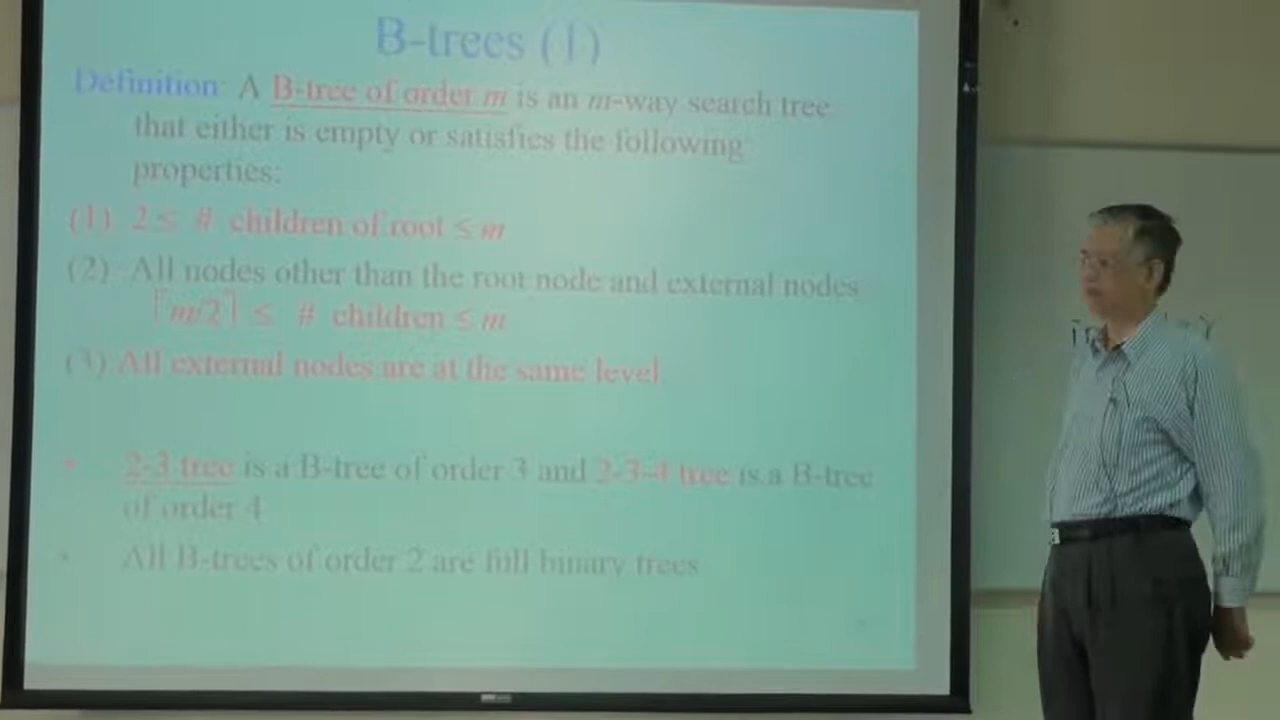 B-trees (1)
Definition: A B-tree of order m is an m-way search tree
that either is empty or satisfies the following
properties:
(1) 2 ≤ # children of root ≤ m
(2) All nodes other than the root node and external nodes
⌈m/2⌉ ≤ # children ≤ m
(3) All external nodes are at the same level
• 2-3 tree is a B-tree of order 3 and 2-3-4 tree is a B-tree
of order 4
• All B-trees of order 2 are full binary trees